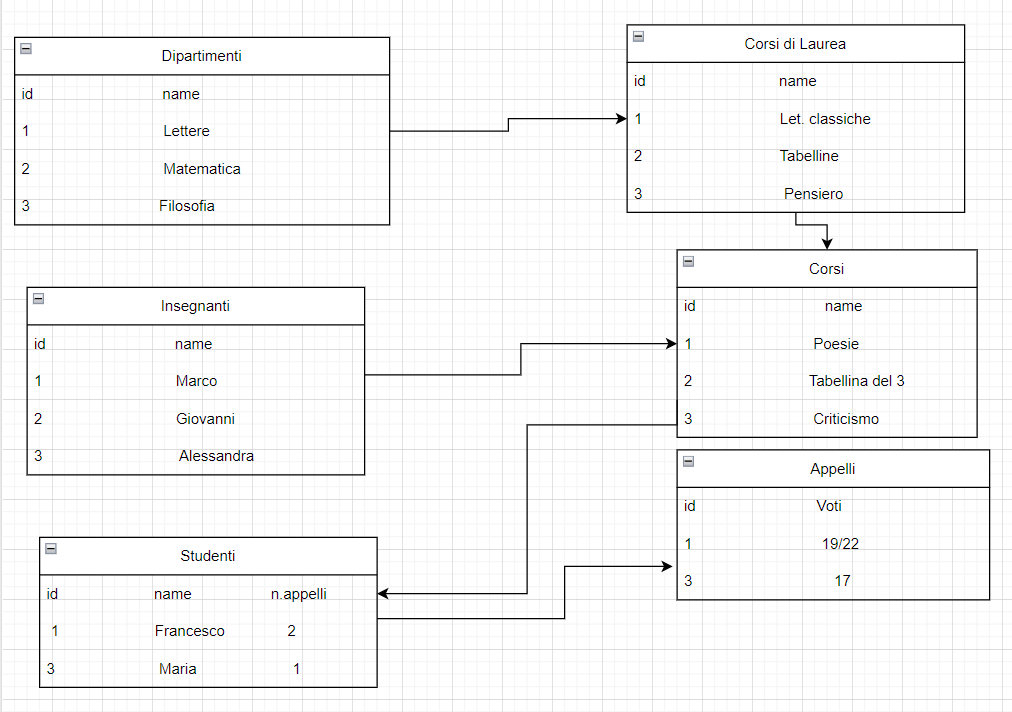 Dipartimenti
id name
1 Lettere
2 Matematica
3 Filosofia
Corsi di Laurea
id name
1 Let. classiche
2 Tabelline
3 Pensiero
Insegnanti
id name
1 Marco
2 Giovanni
3 Alessandra
Corsi
id name
1 Poesie
2 Tabellina del 3
3 Criticismo
Studenti
id name n.appelli
1 Francesco 2
3 Maria 1
Appelli
id Voti
1 19/22
3 17